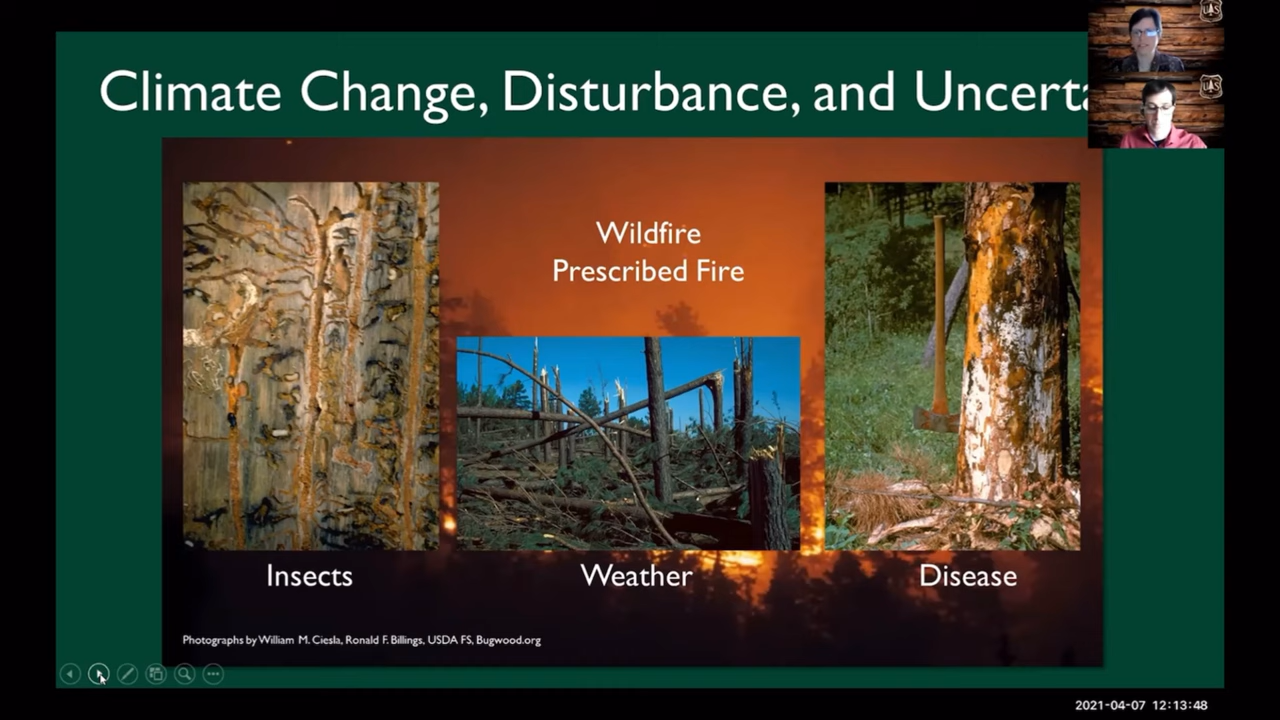 Climate Change, Disturbance, and Uncerta
Wildfire
Prescribed Fire
Insects
Weather
Disease
Photographs by William M. Ciesla, Ronald F. Billings, USDA FS, Bugwood.org
2021-04-07 12:13:48